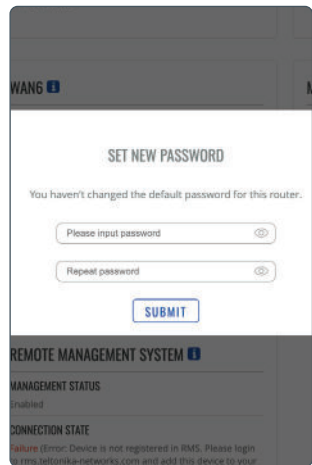 WAN6
SET NEW PASSWORD
You haven't changed the default password for this router.
Please input password
Repeat password
SUBMIT
REMOTE MANAGEMENT SYSTEM
MANAGEMENT STATUS
Enabled
CONNECTION STATE
Failure (Error: Device is not registered in RMS. Please login
to rms.teltonika-networks.com and add this device to your